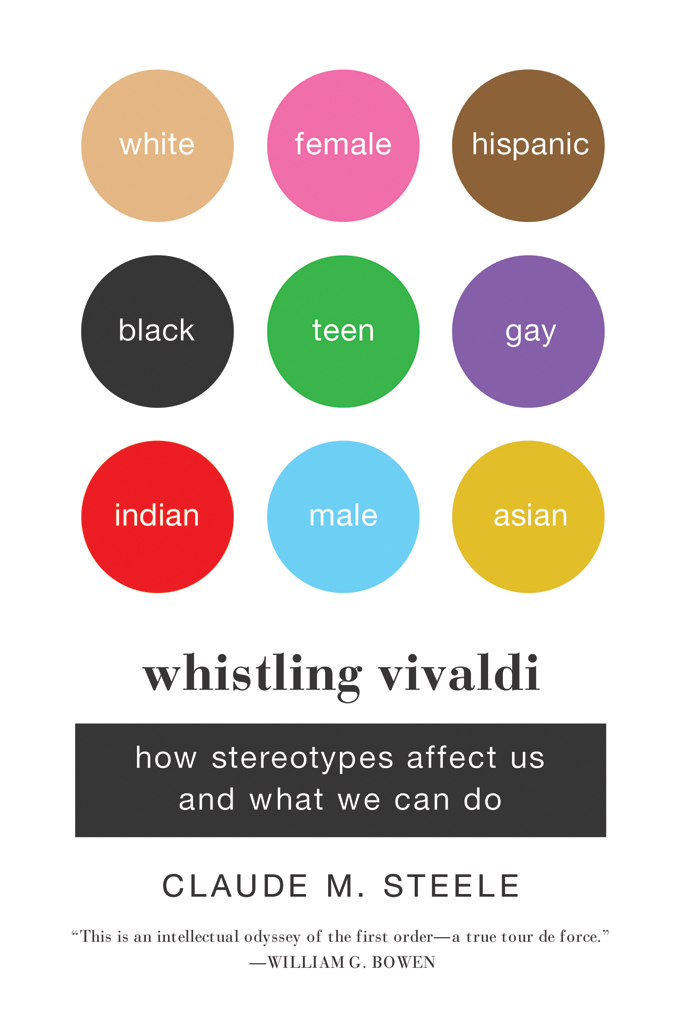 white female hispanic
black teen gay
indian male asian
whistling vivaldi
how stereotypes affect us
and what we can do
CLAUDE M. STEELE
“This is an intellectual odyssey of the first order—a true tour de force.”
—WILLIAM G. BOWEN